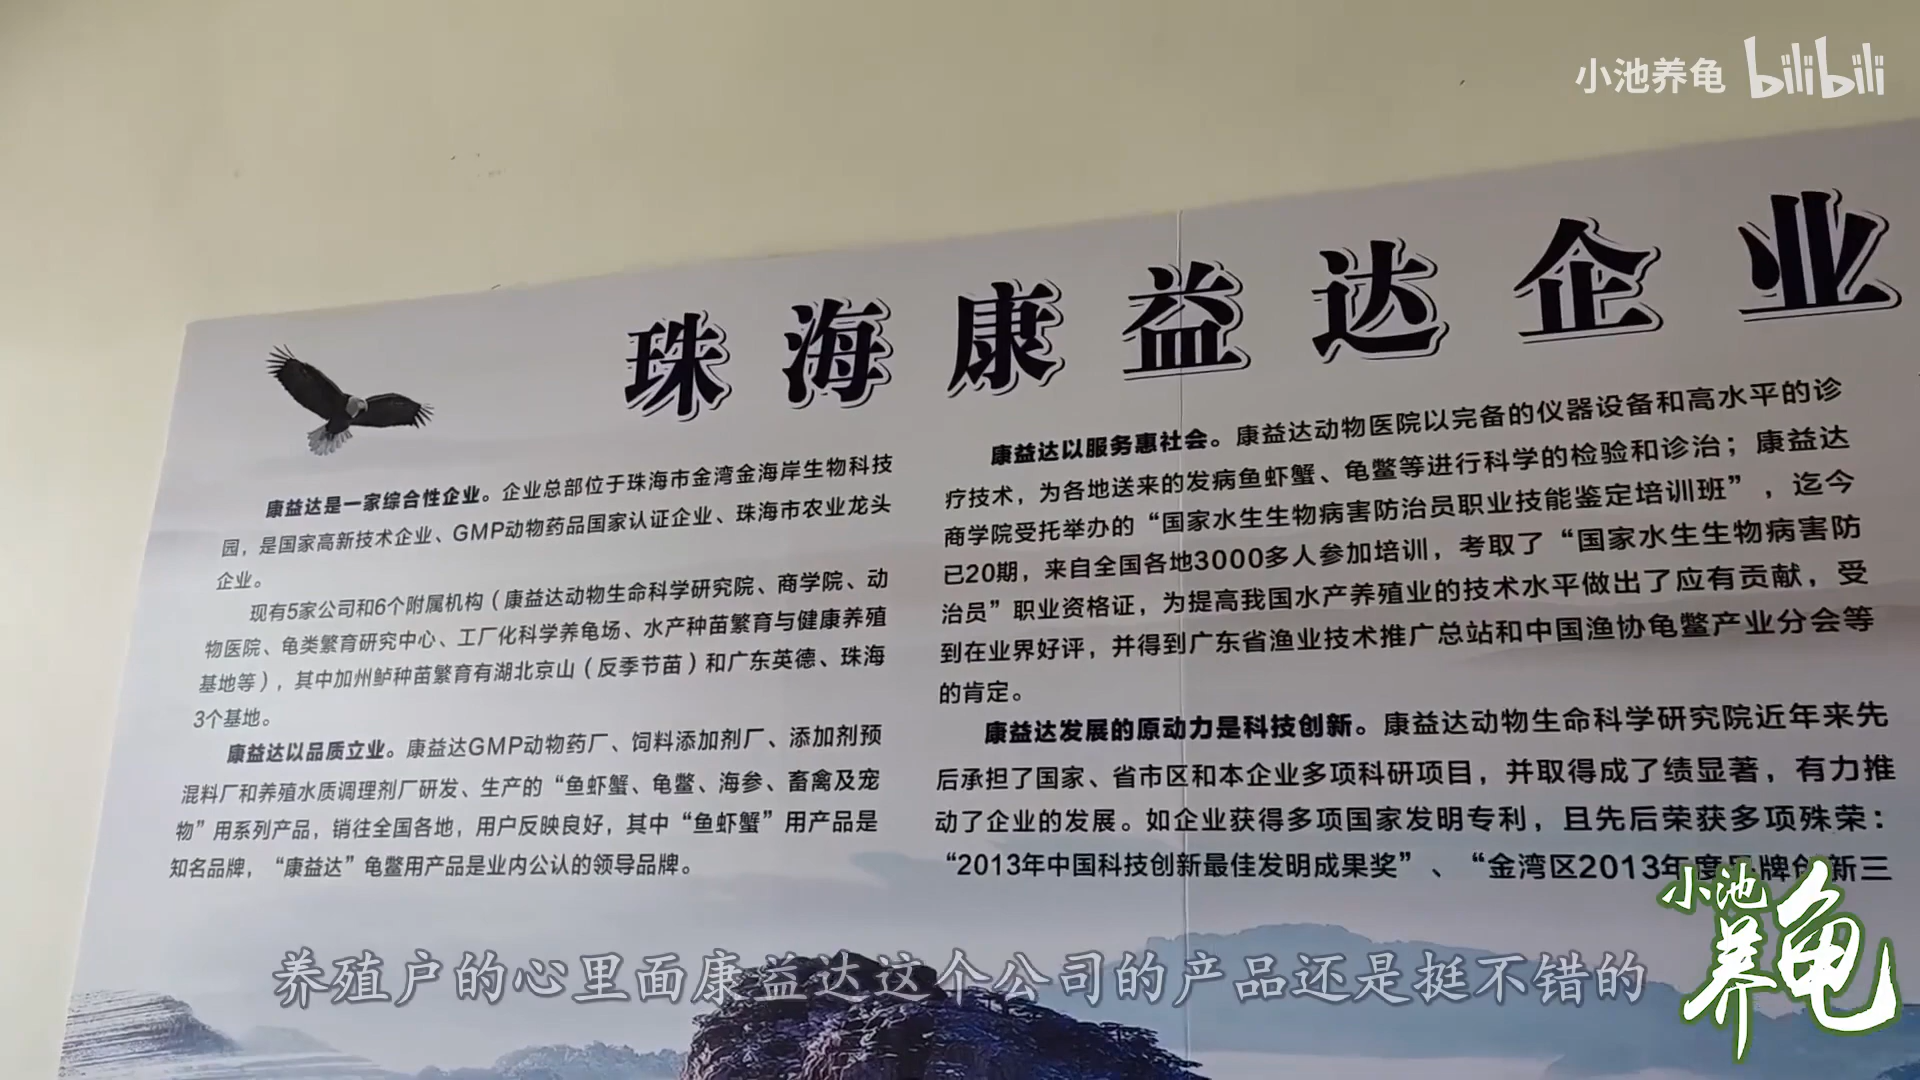 小池养龟 bilibili
珠海康益达企业
康益达是一家综合性企业。企业总部位于珠海市金湾金海岸生物科技
园，是国家高新技术企业、GMP动物药品国家认证企业、珠海市农业龙头
企业。
现有5家公司和6个附属机构（康益达动物生命科学研究院、商学院、动
物医院、龟类繁育研究中心、工厂化科学养龟场、水产种苗繁育与健康养殖
基地等），其中加州鲈种苗繁育有湖北京山（反季节苗）和广东英德、珠海
3个基地。
康益达以品质立业。康益达GMP动物药厂、饲料添加剂厂、添加剂预
混料厂和养殖水质调理剂厂研发、生产的“鱼虾蟹、龟鳖、海参、畜禽及宠
物”用系列产品，销往全国各地，用户反映良好，其中“鱼虾蟹”用产品是
知名品牌，“康益达”龟鳖用产品是业内公认的领导品牌。
康益达以服务惠社会。康益达动物医院以完备的仪器设备和高水平的诊
疗技术，为各地送来的发病鱼虾蟹、龟鳖等进行科学的检验和诊治；康益达
商学院受托举办的“国家水生生物病害防治员职业技能鉴定培训班”，迄今
已20期，来自全国各地3000多人参加培训，考取了“国家水生生物病害防
治员”职业资格证，为提高我国水产养殖业的技术水平做出了应有贡献，受
到在业界好评，并得到广东省渔业技术推广总站和中国渔协龟鳖产业分会等
的肯定。
康益达发展的原动力是科技创新。康益达动物生命科学研究院近年来先
后承担了国家、省市区和本企业多项科研项目，并取得成了绩显著，有力推
动了企业的发展。如企业获得多项国家发明专利，且先后荣获多项殊荣：
“2013年中国科技创新最佳发明成果奖”、“金湾区2013年度品牌创新三
养殖户的心里面康益达这个公司的产品还是挺不错的
小池
养龟